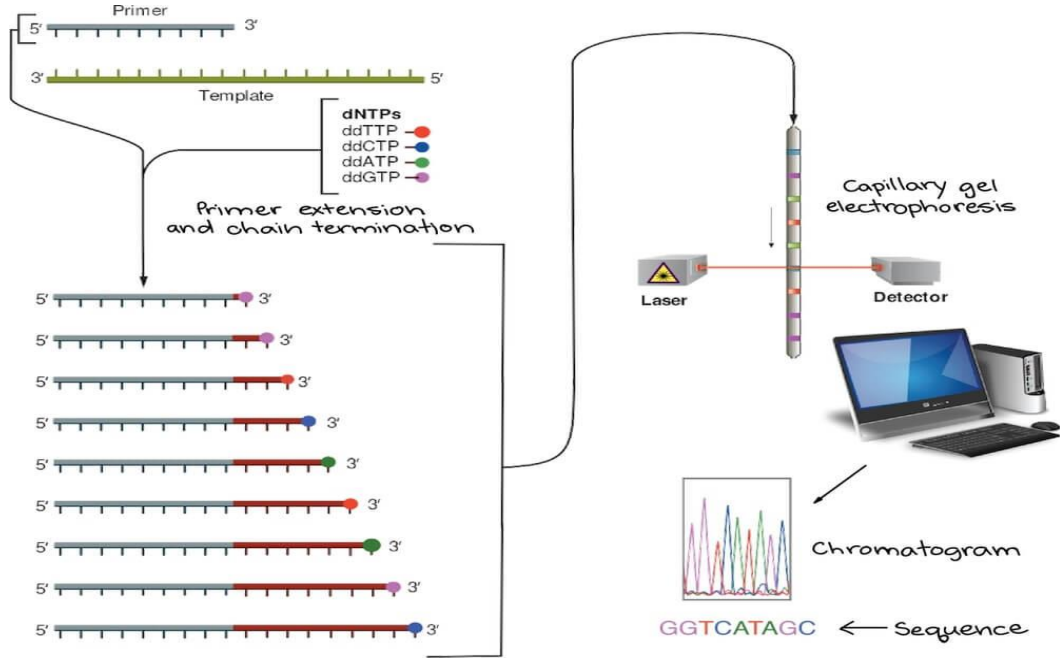 Primer
5′ 3′
3′ 5′
Template
dNTPs
ddTTP
ddCTP
ddATP
ddGTP
Primer extension
and chain termination
5′ 3′
5′ 3′
5′ 3′
5′ 3′
5′ 3′
5′ 3′
5′ 3′
5′ 3′
5′ 3′
Capillary gel
electrophoresis
Laser
Detector
Chromatogram
GGTCATAGC
Sequence